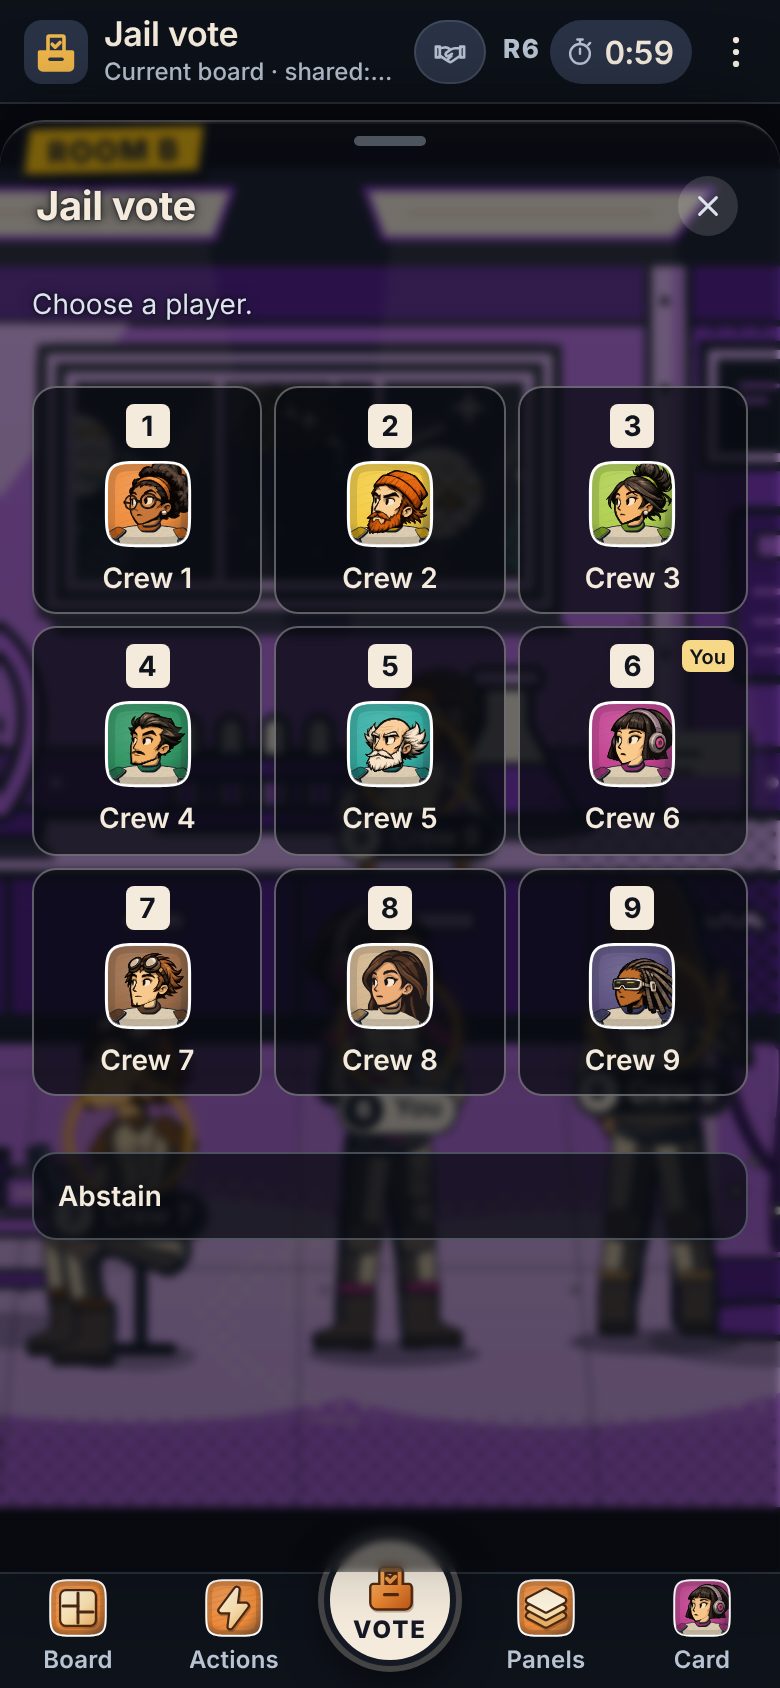 Jail vote
Current board · shared:...
R6
0:59
ROOM B
Jail vote
Choose a player.
1
2
3
Crew 1
Crew 2
Crew 3
4
5
6
You
Crew 4
Crew 5
Crew 6
7
8
9
Crew 7
Crew 8
Crew 9
You
Abstain
VOTE
Board
Actions
Panels
Card